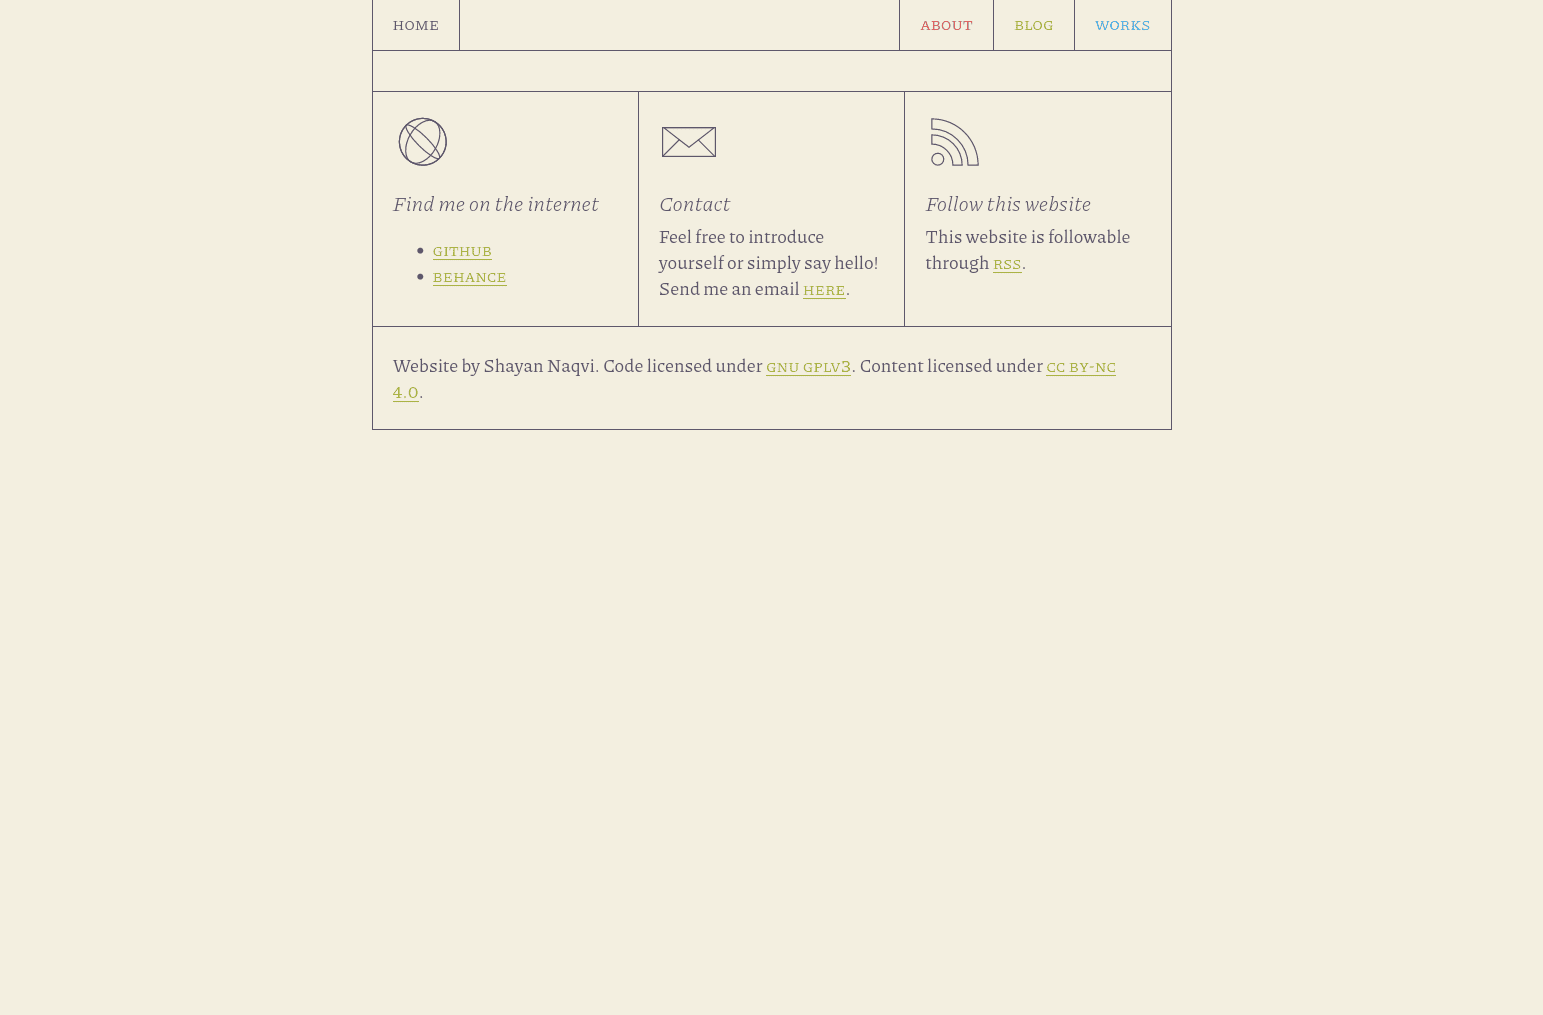 HOME
ABOUT
BLOG
WORKS
Find me on the internet
• GITHUB
• BEHANCE
Contact
Feel free to introduce
yourself or simply say hello!
Send me an email HERE.
Follow this website
This website is followable
through RSS.
Website by Shayan Naqvi. Code licensed under GNU GPLV3. Content licensed under CC BY-NC
4.0.